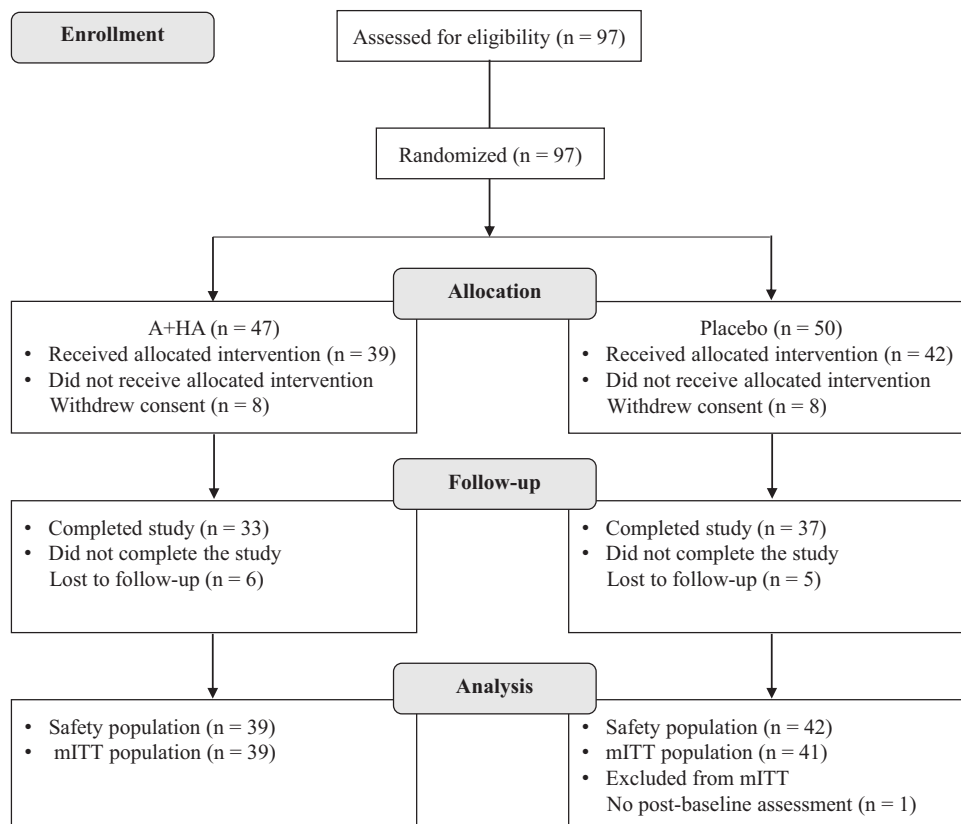 Enrollment
Assessed for eligibility (n = 97)
Randomized (n = 97)
Allocation
A+HA (n = 47)
• Received allocated intervention (n = 39)
• Did not receive allocated intervention
Withdrew consent (n = 8)
Placebo (n = 50)
• Received allocated intervention (n = 42)
• Did not receive allocated intervention
Withdrew consent (n = 8)
Follow-up
• Completed study (n = 33)
• Did not complete the study
Lost to follow-up (n = 6)
• Completed study (n = 37)
• Did not complete the study
Lost to follow-up (n = 5)
Analysis
• Safety population (n = 39)
• mITT population (n = 39)
• Safety population (n = 42)
• mITT population (n = 41)
• Excluded from mITT
No post-baseline assessment (n = 1)